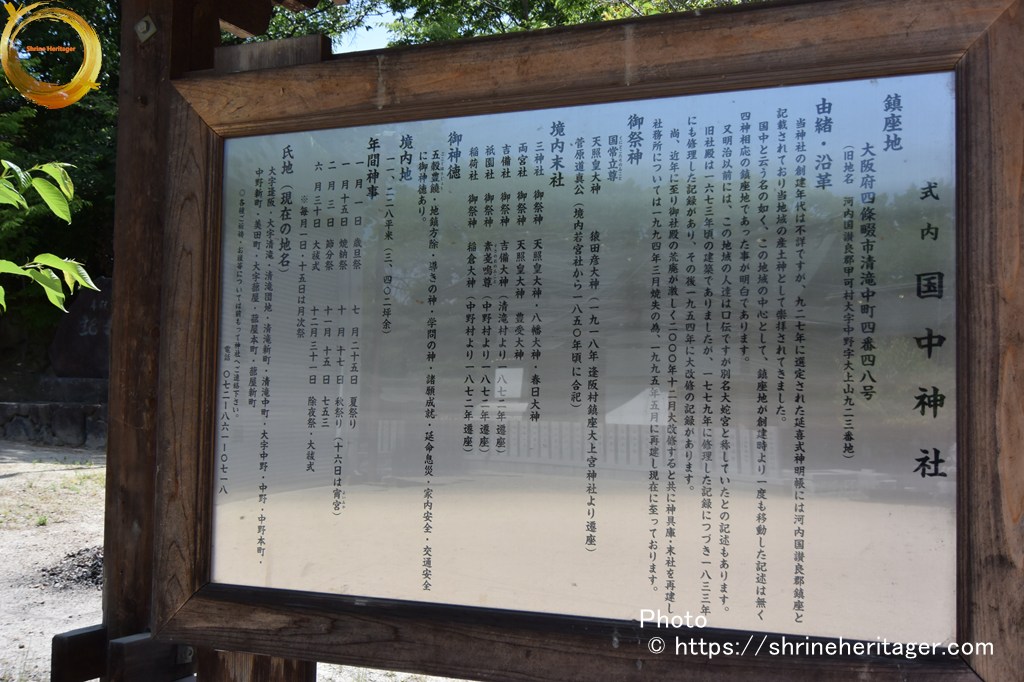 Shrine Heritager
式内 国中神社
鎮座地
大阪府四條畷市清滝中町四番四八号
(旧地名 河内国讃良郡甲可村大字中野字大上山九二三番地)
由緒・沿革
当神社の創建年代は不詳ですが、九二七年に選定された延喜式神明帳には河内国讃良郡鎮座と
記載されており当地域の産土神として崇拝されてきました。
国中と云う名の如く、この地域の中心として、鎮座地が創建時より一度も移動した記述は無く
四神相応の鎮座地であった事が明白であります。
又明治以前には、この地域の人達は口伝ですが別名大蛇宮と称していたとの記述もあります。
旧社殿は一六七三年頃の建築でありましたが、一七七九年に修理した記録につづき一八三三年
にも修理した記録があり、その後一九五四年に大改修の記録があります。
尚、近年に至り御社殿の荒廃が激しく二〇〇〇年十二月大改修すると共に神具庫・末社を再建し
社務所については一九九四年三月焼失の為、一九九五年五月に再建し現在に至っております。
御祭神
国常立尊
天照皇大神 猿田彦大神(一九一八年逢阪村鎮座大上宮神社より遷座)
菅原道真公(境内若宮社から一八五〇年頃に合祀)
境内末社
三神社 御祭神 天照皇大神・八幡大神・春日大神
両宮社 御祭神 天照皇大神 豊受大神
吉備社 御祭神 吉備大神(清滝村より一八七二年遷座)
祇園社 御祭神 素戔嗚尊(中野村より一八七二年遷座)
稲荷社 御祭神 稲倉大神(中野村より一八七二年遷座)
御神徳
五穀豊饒・地鎮方除・導きの神・学問の神・諸願成就・延命息災・家内安全・交通安全
に御神徳あり。
境内地
一一、二二八平米(三、四〇二坪余)
年間神事
一月一日 歳旦祭 七月二十五日 夏祭り
一月十五日 焼納祭 十月十七日 秋祭り(十六日は宵宮)
二月三日 節分祭 十一月十五日 七五三
六月三十日 大祓式 十二月三十一日 除夜祭・大祓式
※毎月一日・十五日は月次祭
氏地(現在の地名)
大字逢阪・大字清滝・清滝団地・清滝新町・清滝中町・大字中野・中野・中野本町・
中野新町・美田町・大字蔀屋・蔀屋本町・蔀屋新町
電話 〇七二-八六一-〇七一八
Photo
© https://shrineheritager.com